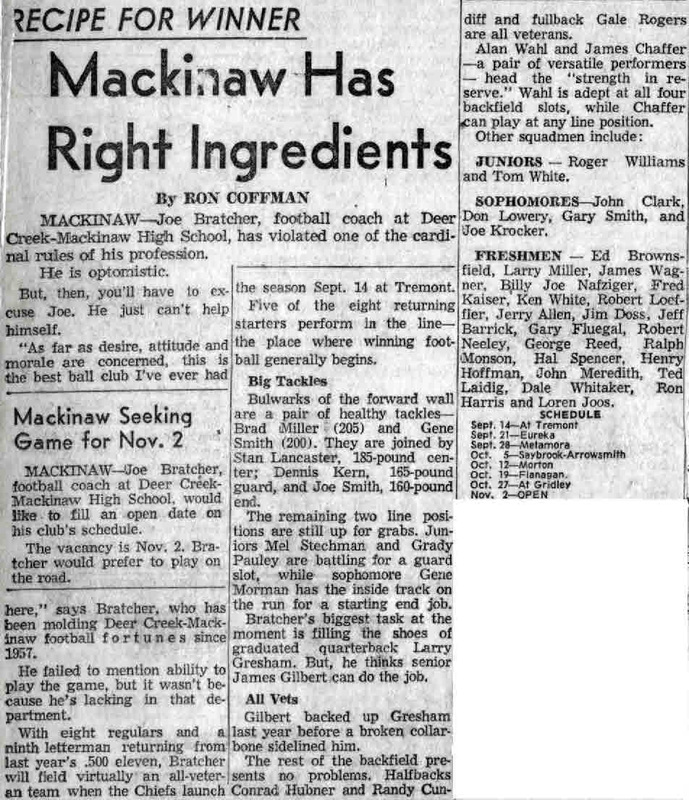 RECIPE FOR WINNER
Mackinaw Has
Right Ingredients
By RON COFFMAN
MACKINAW—Joe Bratcher, football coach at Deer
Creek-Mackinaw High School, has violated one of the cardi-
nal rules of his profession.
He is optomistic.
But, then, you'll have to ex-
cuse Joe. He just can't help
himself.
"As far as desire, attitude and
morale are concerned, this is
the best ball club I've ever had
Mackinaw Seeking
Game for Nov. 2
MACKINAW—Joe Bratcher,
football coach at Deer Creek-
Mackinaw High School, would
like to fill an open date on
his club's schedule.
The vacancy is Nov. 2. Bra-
tcher would prefer to play on
the road.
here," says Bratcher, who has
been molding Deer Creek-Mack-
inaw football fortunes since
1957.
He failed to mention ability to
play the game, but it wasn't be-
cause he's lacking in that de-
partment.
With eight regulars and a
ninth letterman returning from
last year's .500 eleven, Bratcher
will field virtually an all-veter-
an team when the Chiefs launch
the season Sept. 14 at Tremont.
Five of the eight returning
starters perform in the line—
the place where winning foot-
ball generally begins.
Big Tackles
Bulwarks of the forward wall
are a pair of healthy tackles—
Brad Miller (205) and Gene
Smith (200). They are joined by
Stan Lancaster, 185-pound cen-
ter; Dennis Kern, 165-pound
guard, and Joe Smith, 160-pound
end.
The remaining two line posi-
tions are still up for grabs. Jun-
iors Mel Stechman and Grady
Pauley are battling for a guard
slot, while sophomore Gene
Morman has the inside track on
the run for a starting end job.
Bratcher's biggest task at the
moment is filling the shoes of
graduated quarterback Larry
Gresham. But, he thinks senior
James Gilbert can do the job.
All Vets
Gilbert backed up Gresham
last year before a broken collar-
bone sidelined him.
The rest of the backfield pre-
sents no problems. Halfbacks
Conrad Hubner and Randy Cun-
diff and fullback Gale Rogers
are all veterans.
Alan Wahl and James Chaffer
—a pair of versatile performers
— head the "strength in re-
serve." Wahl is adept at all four
backfield slots, while Chaffer
can play at any line position.
Other squadmen include:
JUNIORS — Roger Williams
and Tom White.
SOPHOMORES—John Clark,
Don Lowery, Gary Smith, and
Joe Krocker.
FRESHMEN — Ed Browns-
field, Larry Miller, James Wag-
ner, Billy Joe Nafziger, Fred
Kaiser, Ken White, Robert Loef-
fler, Jerry Allen, Jim Doss, Jeff
Barrick, Gary Fluegal, Robert
Neeley, George Reed, Ralph
Monson, Hal Spencer, Henry
Hoffman, John Meredith, Ted
Laidig, Dale Whitaker, Ron
Harris and Loren Joos.
SCHEDULE
Sept. 14—At Tremont
Sept. 21—Eureka
Sept. 28—Metamora
Oct. 5—Saybrook-Arrowsmith
Oct. 12—Morton
Oct. 19—Flanagan
Oct. 27—At Gridley
Nov. 2—OPEN